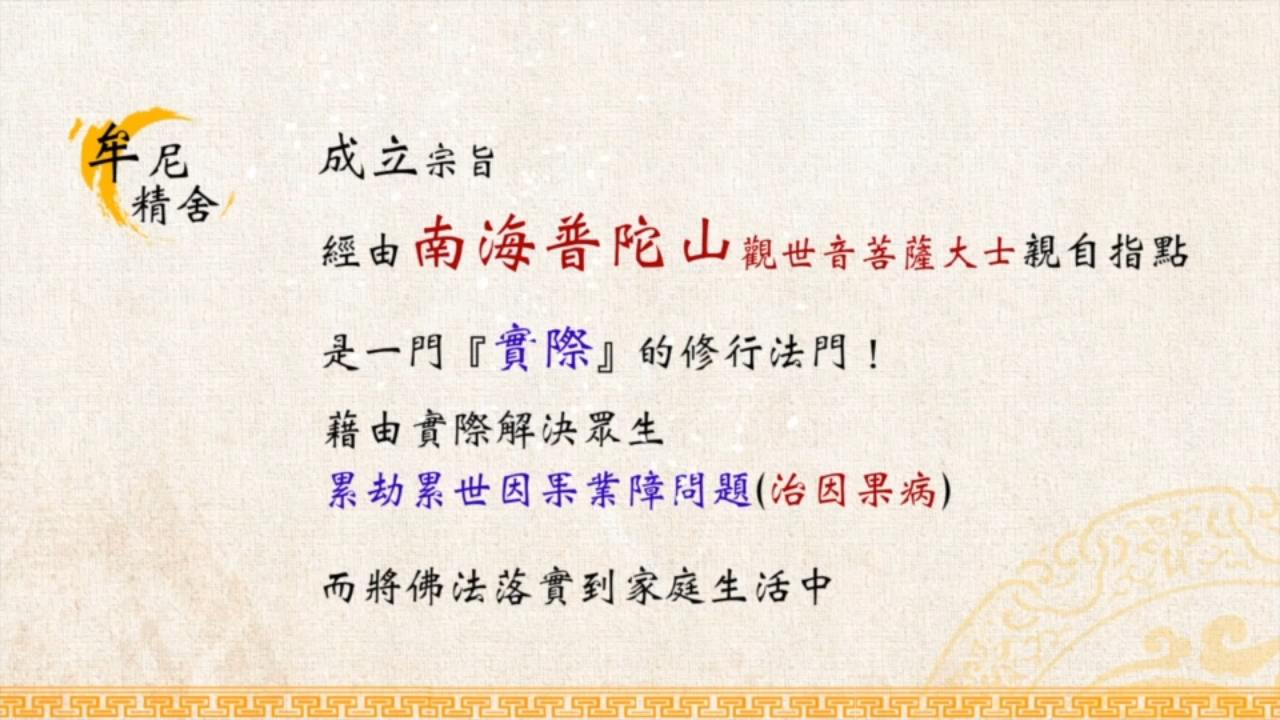 牟尼
精舍
成立宗旨
經由南海普陀山觀世音菩薩大士親自指點
是一門『實際』的修行法門！
藉由實際解決眾生
累劫累世因果業障問題(治因果病)
而將佛法落實到家庭生活中